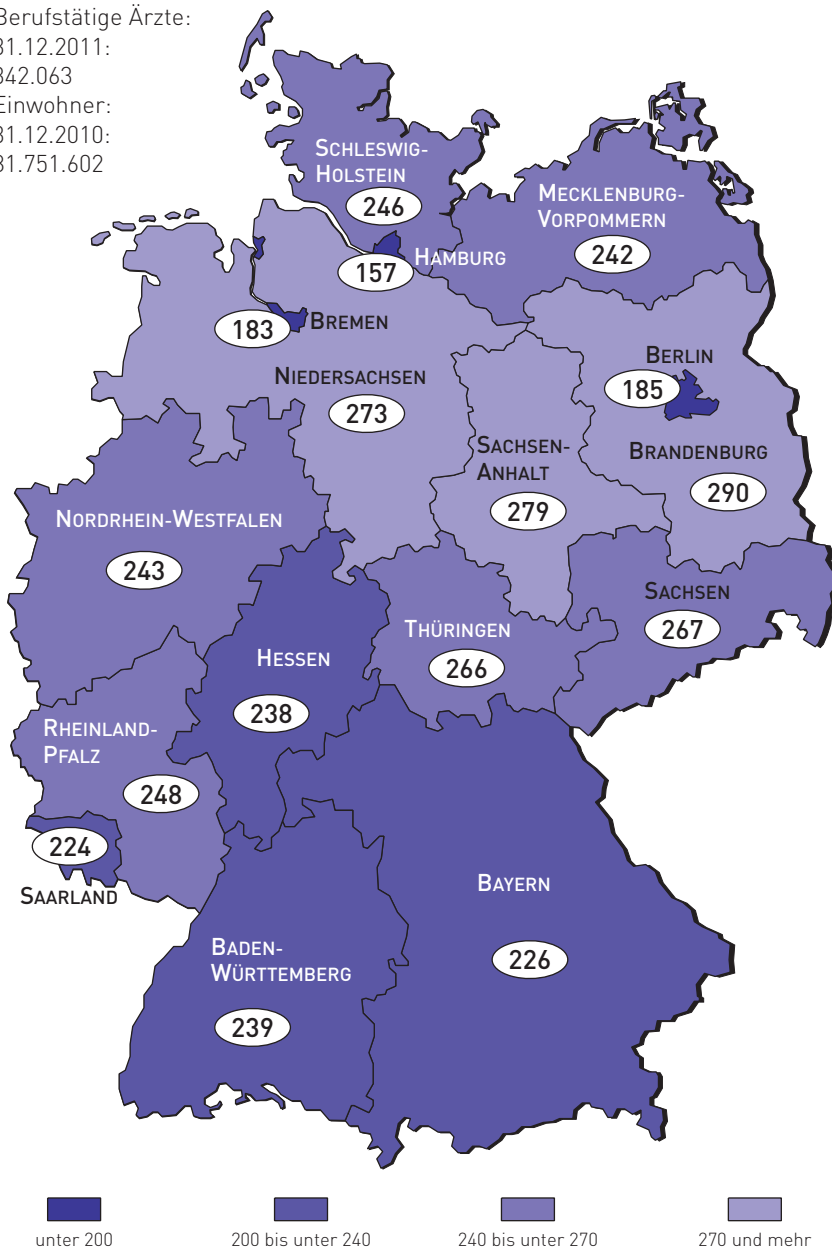 Berufstätige Ärzte:
31.12.2011:
342.063
Einwohner:
31.12.2010:
81.751.602
SCHLESWIG-
HOLSTEIN
246
MECKLENBURG-
VORPOMMERN
242
HAMBURG
157
BREMEN
183
NIEDERSACHSEN
273
BERLIN
185
SACHSEN-
ANHALT
279
BRANDENBURG
290
NORDRHEIN-WESTFALEN
243
SACHSEN
267
THÜRINGEN
266
HESSEN
238
RHEINLAND-
PFALZ
248
224
SAARLAND
BAYERN
226
BADEN-
WÜRTTEMBERG
239
unter 200
200 bis unter 240
240 bis unter 270
270 und mehr